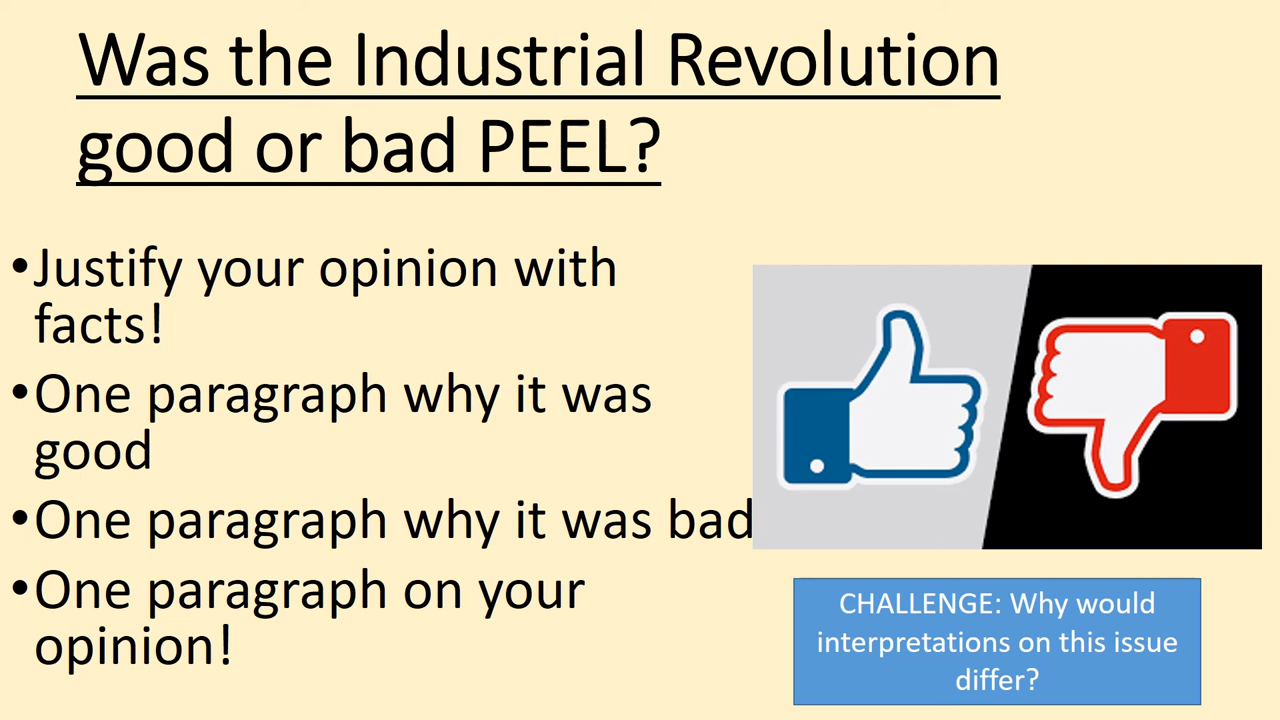 Was the Industrial Revolution
good or bad PEEL?
•Justify your opinion with
facts!
•One paragraph why it was
good
•One paragraph why it was bad
•One paragraph on your
opinion!
CHALLENGE: Why would
interpretations on this issue
differ?